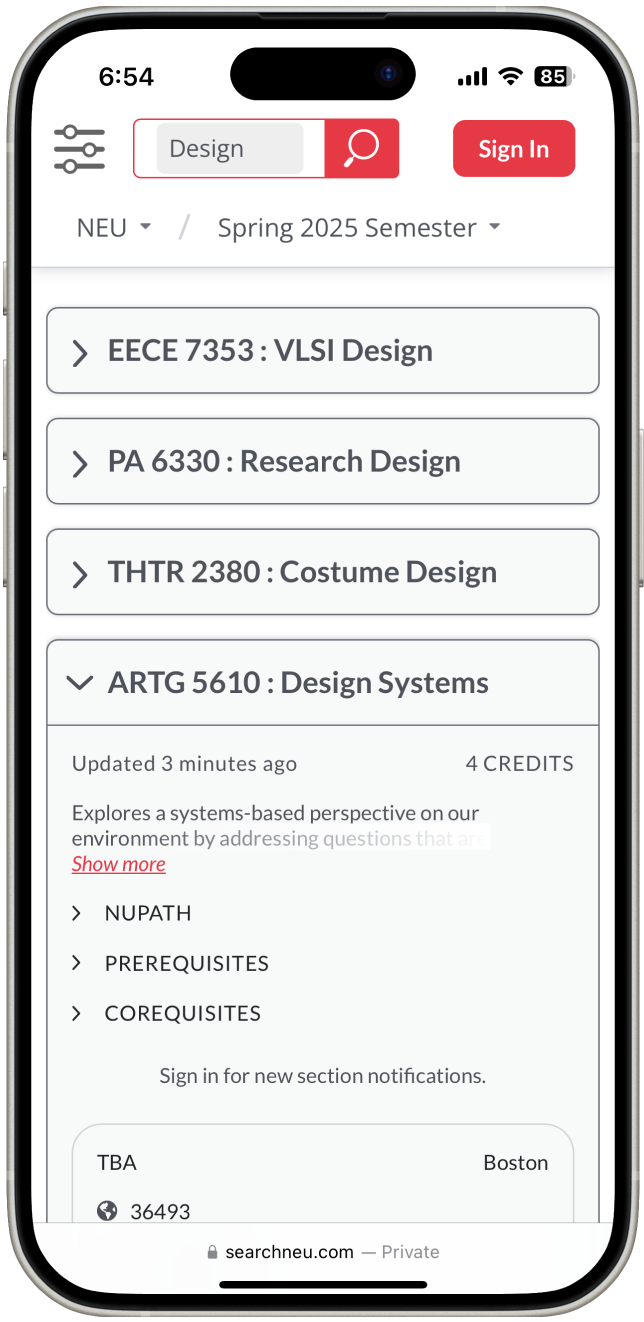 6:54
85
Design
Sign In
NEU / Spring 2025 Semester
EECE 7353 : VLSI Design
PA 6330 : Research Design
THTR 2380 : Costume Design
ARTG 5610 : Design Systems
Updated 3 minutes ago 4 CREDITS
Explores a systems-based perspective on our
environment by addressing questions that are
Show more
NUPATH
PREREQUISITES
COREQUISITES
Sign in for new section notifications.
TBA Boston
36493
searchneu.com — Private